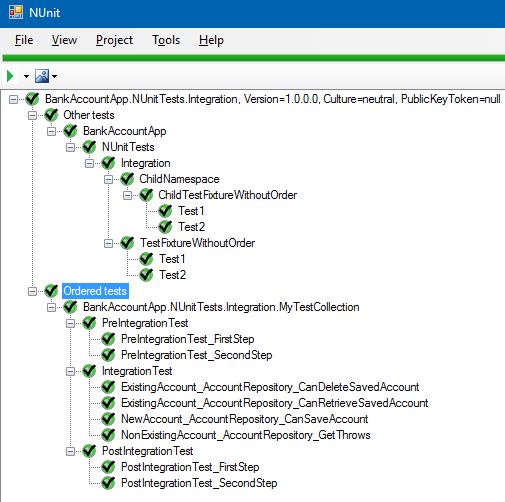 NUnit
File View Project Tools Help
BankAccountApp.NUnitTests.Integration, Version=1.0.0.0, Culture=neutral, PublicKeyToken=null
Other tests
BankAccountApp
NUnitTests
Integration
ChildNamespace
ChildTestFixtureWithoutOrder
Test1
Test2
TestFixtureWithoutOrder
Test1
Test2
Ordered tests
BankAccountApp.NUnitTests.Integration.MyTestCollection
PreIntegrationTest
PreIntegrationTest_FirstStep
PreIntegrationTest_SecondStep
IntegrationTest
ExistingAccount_AccountRepository_CanDeleteSavedAccount
ExistingAccount_AccountRepository_CanRetrieveSavedAccount
NewAccount_AccountRepository_CanSaveAccount
NonExistingAccount_AccountRepository_GetThrows
PostIntegrationTest
PostIntegrationTest_FirstStep
PostIntegrationTest_SecondStep